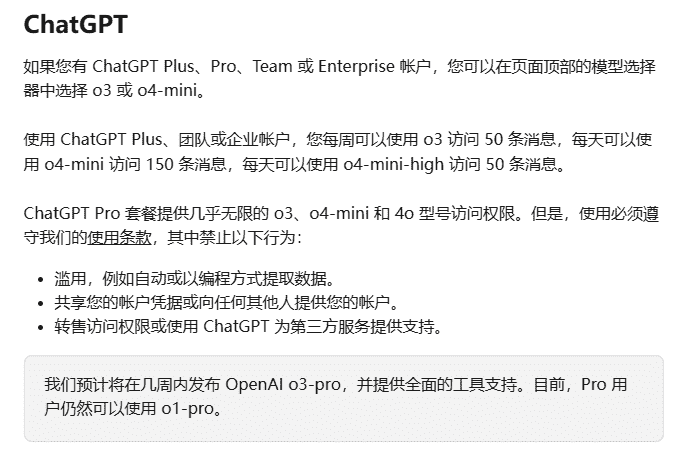 ChatGPT
如果您有 ChatGPT Plus、Pro、Team 或 Enterprise 帐户，您可以在页面顶部的模型选择
器中选择 o3 或 o4-mini。
使用 ChatGPT Plus、团队或企业帐户，您每周可以使用 o3 访问 50 条消息，每天可以使
用 o4-mini 访问 150 条消息，每天可以使用 o4-mini-high 访问 50 条消息。
ChatGPT Pro 套餐提供几乎无限的 o3、o4-mini 和 4o 型号访问权限。但是，使用必须遵
守我们的使用条款，其中禁止以下行为：
• 滥用，例如自动或以编程方式提取数据。
• 共享您的帐户凭据或向任何其他人提供您的帐户。
• 转售访问权限或使用 ChatGPT 为第三方服务提供支持。
我们预计将在几周内发布 OpenAI o3-pro，并提供全面的工具支持。目前，Pro 用
户仍然可以使用 o1-pro。